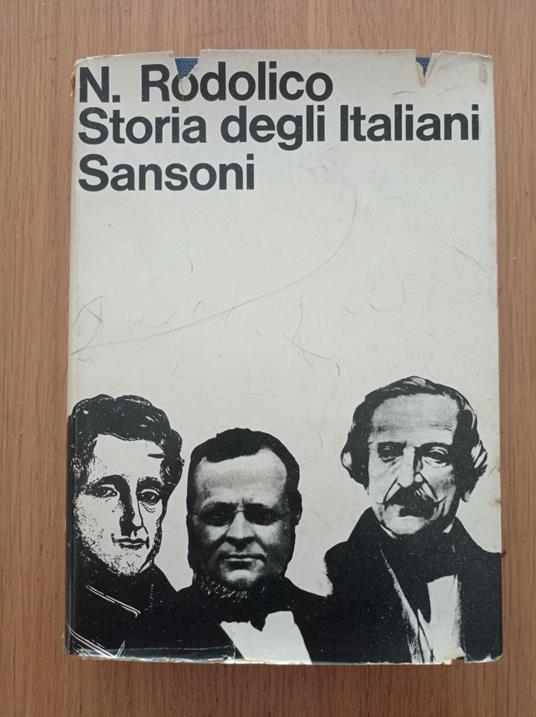 N. Rodolico
Storia degli Italiani
Sansoni